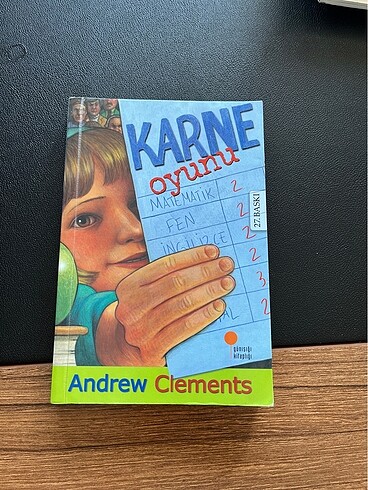 KARNE
oyunu
MATEMATİK 2
FEN 2
İNGİLİZCE 2
2
3
AL 2
27. BASKI
günışığı
kitaplığı
Andrew Clements